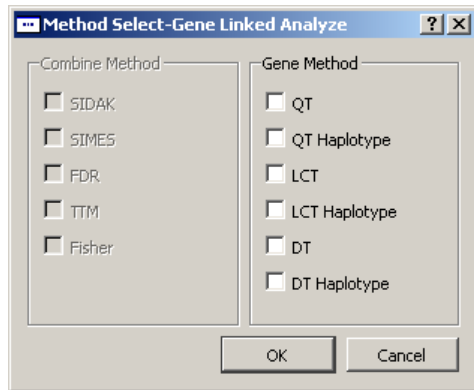 Method Select-Gene Linked Analyze
Combine Method
SIDAK
SIMES
FDR
TTM
Fisher
Gene Method
QT
QT Haplotype
LCT
LCT Haplotype
DT
DT Haplotype
OK Cancel